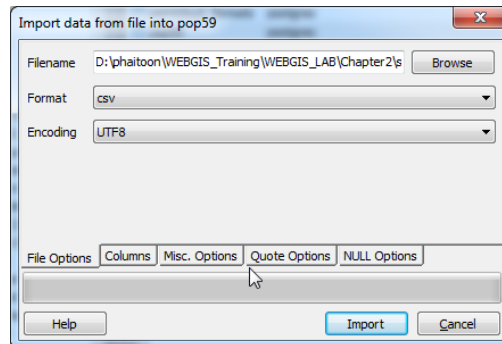 Import data from file into pop59
Filename D:\phaitoon\WEBGIS_Training\WEBGIS_LAB\Chapter2\s Browse
Format csv
Encoding UTF8
File Options Columns Misc. Options Quote Options NULL Options
Help Import Cancel